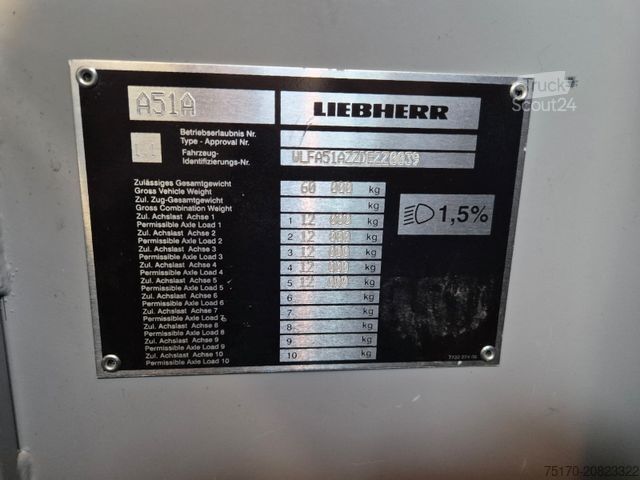 A51A LIEBHERR
Truck
Scout24
Betriebserlaubnis Nr.
Type - Approval Nr.
Fahrzeug-
Identifizierungs-Nr. WLFA51AZZDEZZ0039
Zulässiges Gesamtgewicht
Gross Vehicle Weight 60 000 kg
Zul. Zug-Gesamtgewicht
Gross Combination Weight kg
Zul. Achslast Achse 1
Permissible Axle Load 1 1 12 000 kg
Zul. Achslast Achse 2
Permissible Axle Load 2 2 12 000 kg
Zul. Achslast Achse 3
Permissible Axle Load 3 3 12 000 kg
Zul. Achslast Achse 4
Permissible Axle Load 4 4 12 000 kg
Zul. Achslast Achse 5
Permissible Axle Load 5 5 12 000 kg
Zul. Achslast Achse 6
Permissible Axle Load 6 6 kg
Zul. Achslast Achse 7
Permissible Axle Load 7 7 kg
Zul. Achslast Achse 8
Permissible Axle Load 8 8 kg
Zul. Achslast Achse 9
Permissible Axle Load 9 9 kg
Zul. Achslast Achse 10
Permissible Axle Load 10 10 kg
1,5%
75170-20823322